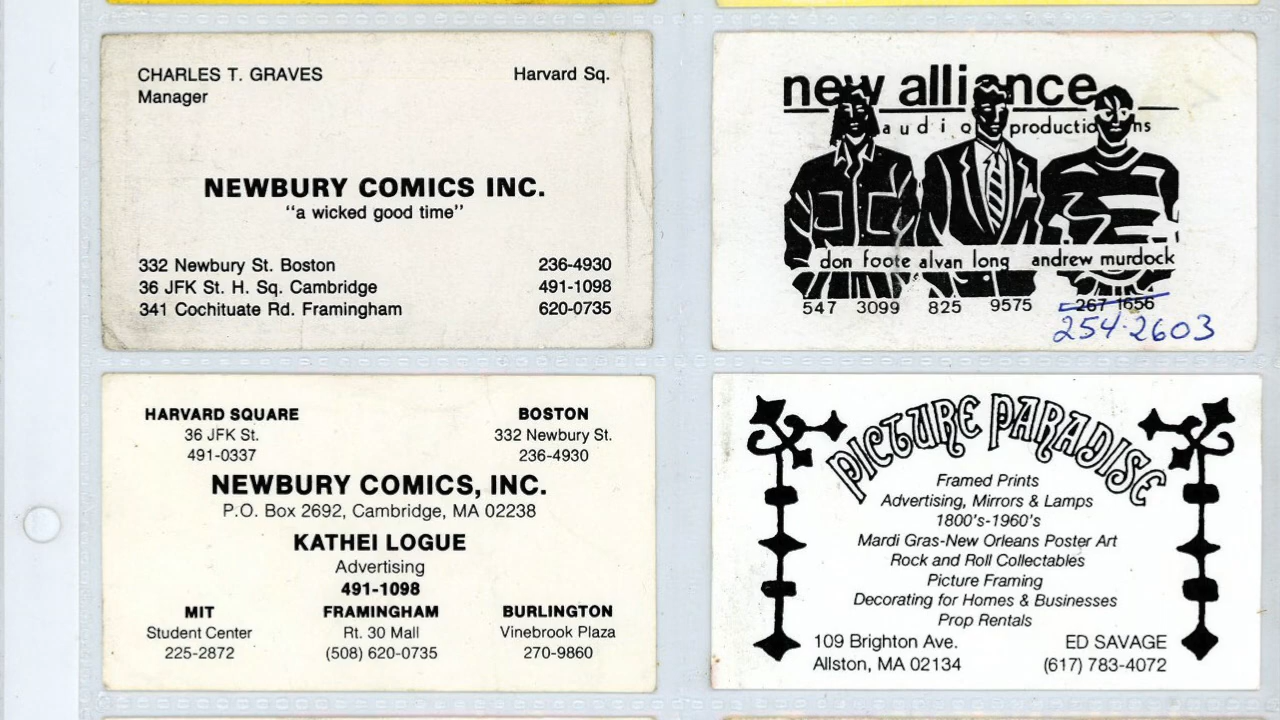 CHARLES T. GRAVES Harvard Sq.
Manager
NEWBURY COMICS INC.
"a wicked good time"
332 Newbury St. Boston 236-4930
36 JFK St. H. Sq. Cambridge 491-1098
341 Cochituate Rd. Framingham 620-0735
new alliance
audio productions
don foote alvan long andrew murdock
547 3099 825 9575 267 1656
254-2603
HARVARD SQUARE BOSTON
36 JFK St. 332 Newbury St.
491-0337 236-4930
NEWBURY COMICS, INC.
P.O. Box 2692, Cambridge, MA 02238
KATHEI LOGUE
Advertising
491-1098
MIT FRAMINGHAM BURLINGTON
Student Center Rt. 30 Mall Vinebrook Plaza
225-2872 (508) 620-0735 270-9860
PICTURE PARADISE
Framed Prints
Advertising, Mirrors & Lamps
1800's-1960's
Mardi Gras-New Orleans Poster Art
Rock and Roll Collectables
Picture Framing
Decorating for Homes & Businesses
Prop Rentals
109 Brighton Ave. ED SAVAGE
Allston, MA 02134 (617) 783-4072